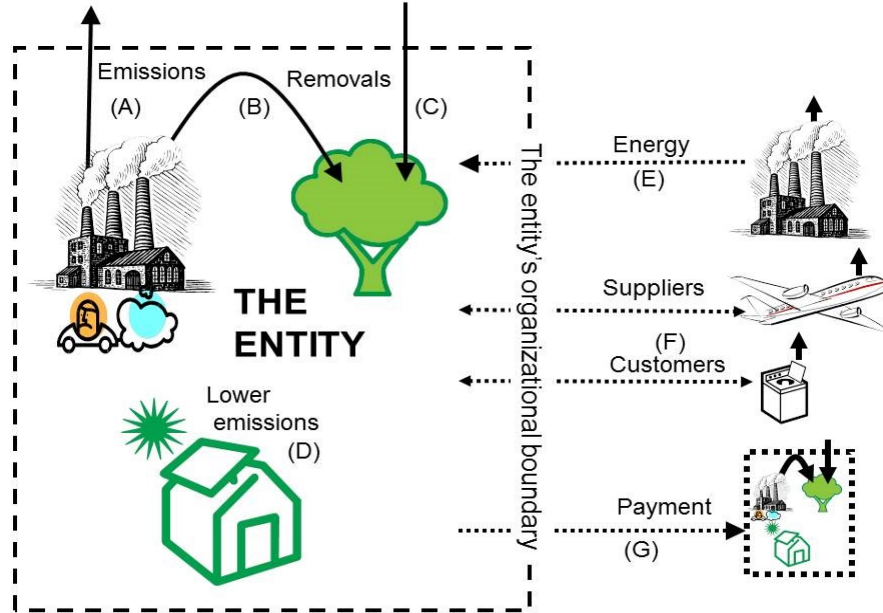 Emissions
(A)
(B)
Removals
(C)
THE
ENTITY
Lower
emissions
(D)
The entity's organizational boundary
Energy
(E)
Suppliers
(F)
Customers
Payment
(G)